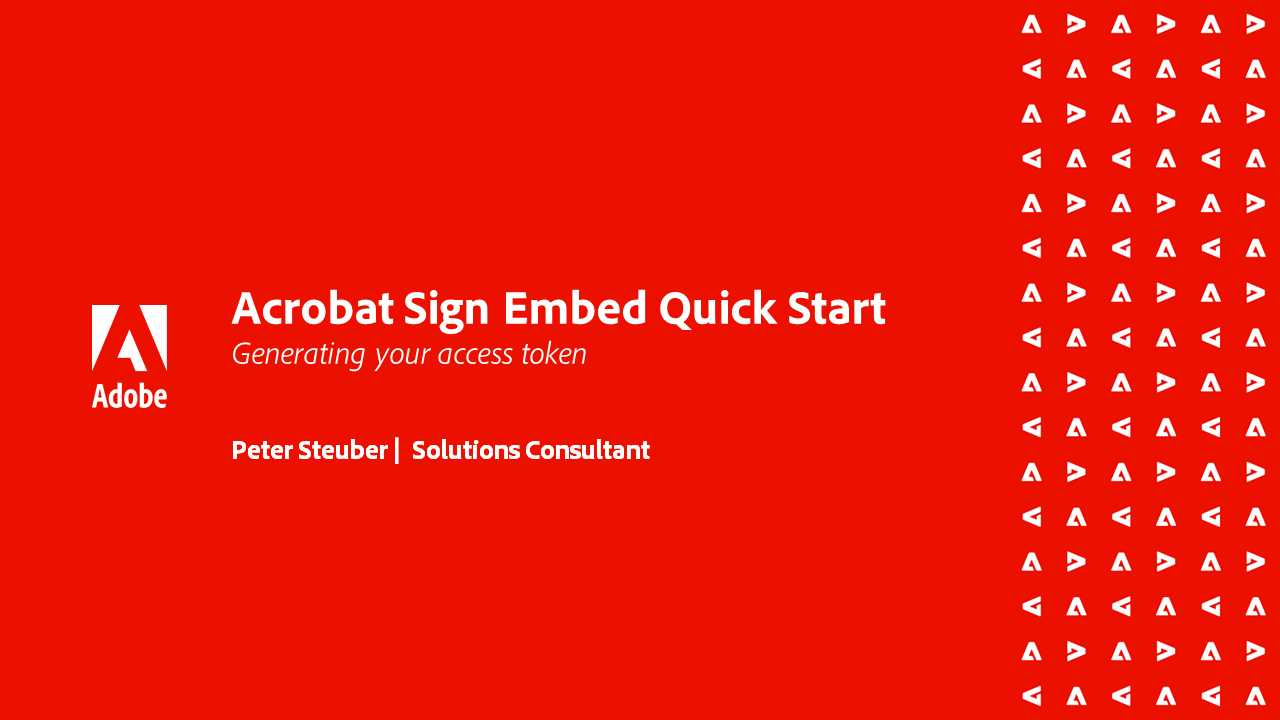 Acrobat Sign Embed Quick Start
Generating your access token
Adobe
Peter Steuber | Solutions Consultant